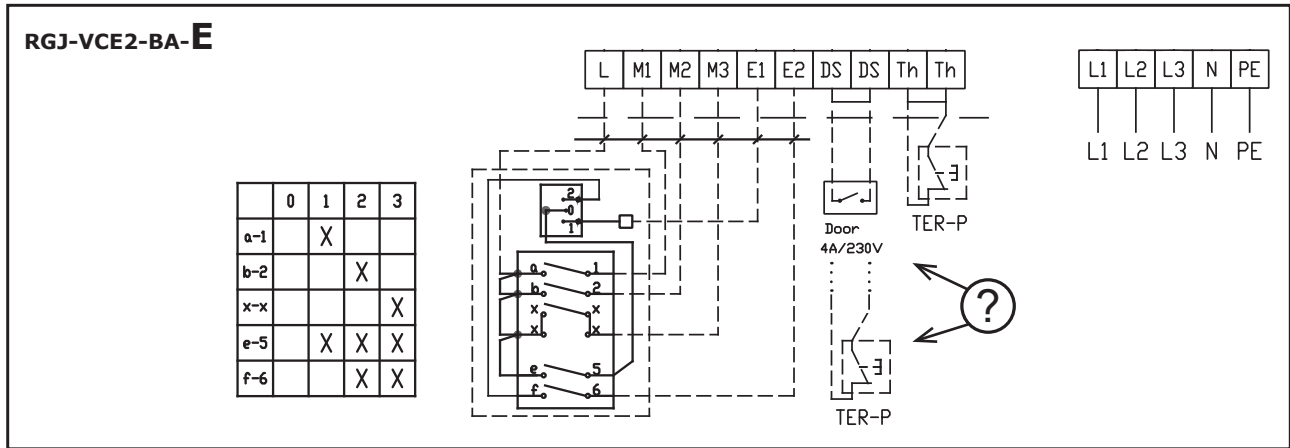 RGJ-VCE2-BA-E
L M1 M2 M3 E1 E2 DS DS Th Th
L1 L2 L3 N PE
L1 L2 L3 N PE
0 1 2 3
a-1 X
b-2 X
x-x X
e-5 X X X
f-6 X X
2
0
1
a 1
b 2
x x
x x
e 5
f 6
Door
4A/230V
TER-P
?
TER-P